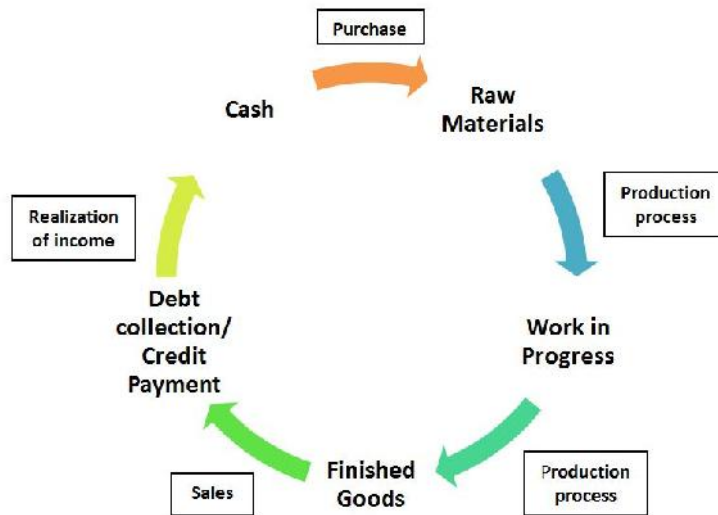 Purchase
Cash
Raw
Materials
Production
process
Realization
of income
Debt
collection/
Credit
Payment
Work in
Progress
Finished
Goods
Sales
Production
process